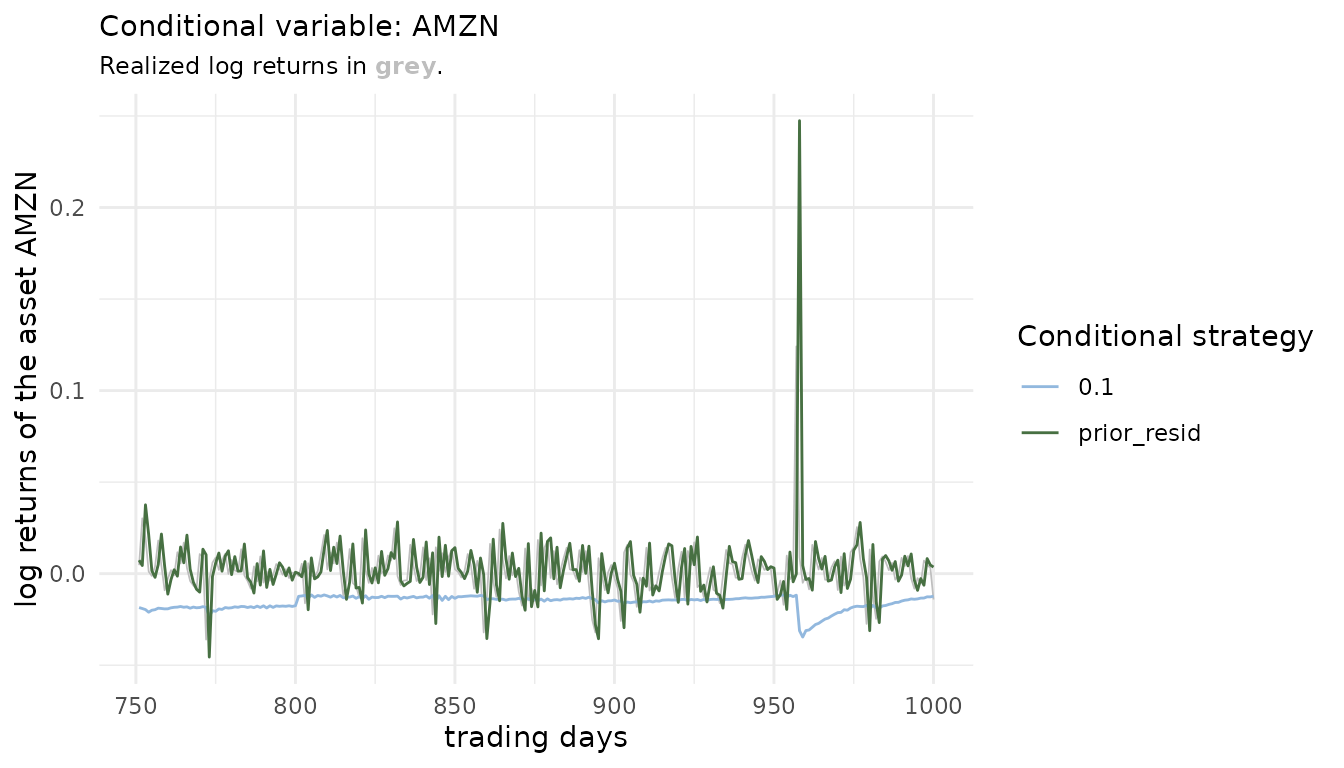 Conditional variable: AMZN
Realized log returns in grey.
log returns of the asset AMZN
0.2
0.1
0.0
750
800
850
900
950
1000
trading days
Conditional strategy
0.1
prior_resid